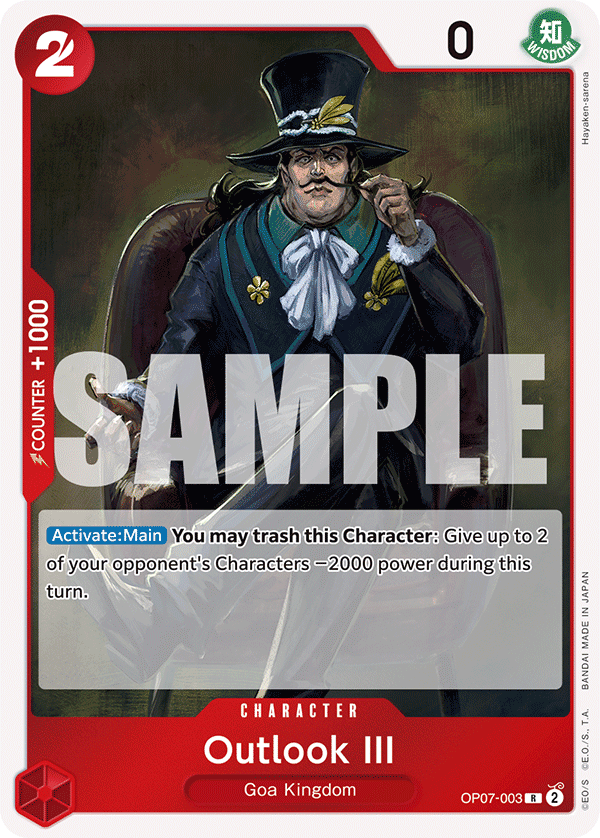 2
0
知
WISDOM
Hayaken-sarena
COUNTER +1000
SAMPLE
Activate:Main You may trash this Character: Give up to 2
of your opponent's Characters −2000 power during this
turn.
CHARACTER
Outlook III
Goa Kingdom
OP07-003 R 2
©EO/S ©E.O./S., T.A. BANDAI MADE IN JAPAN